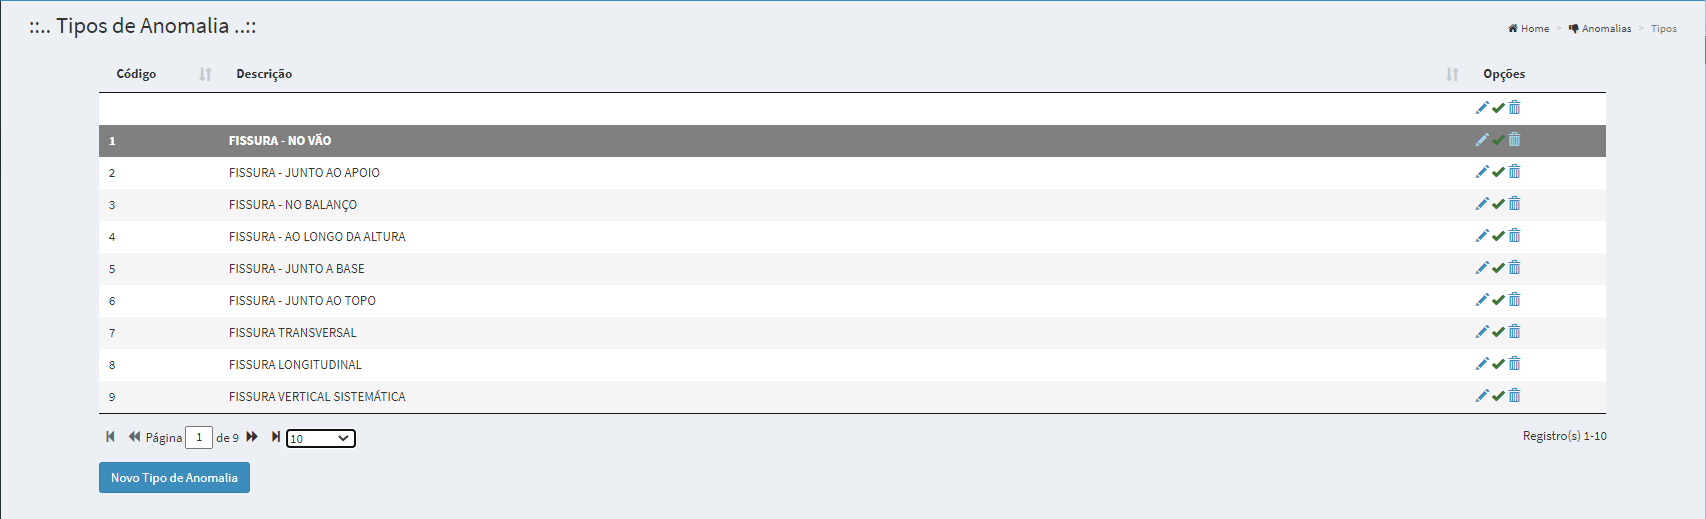 ::.. Tipos de Anomalia ..::
Home > Anomalias > Tipos
Código Descrição Opções
1 FISSURA - NO VÃO
2 FISSURA - JUNTO AO APOIO
3 FISSURA - NO BALANÇO
4 FISSURA - AO LONGO DA ALTURA
5 FISSURA - JUNTO A BASE
6 FISSURA - JUNTO AO TOPO
7 FISSURA TRANSVERSAL
8 FISSURA LONGITUDINAL
9 FISSURA VERTICAL SISTEMÁTICA
Página 1 de 9 10 Registro(s) 1-10
Novo Tipo de Anomalia